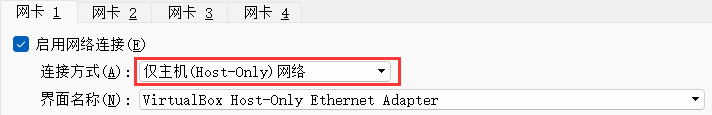 网卡 1 网卡 2 网卡 3 网卡 4
启用网络连接(E)
连接方式(A): 仅主机(Host-Only)网络
界面名称(N): VirtualBox Host-Only Ethernet Adapter